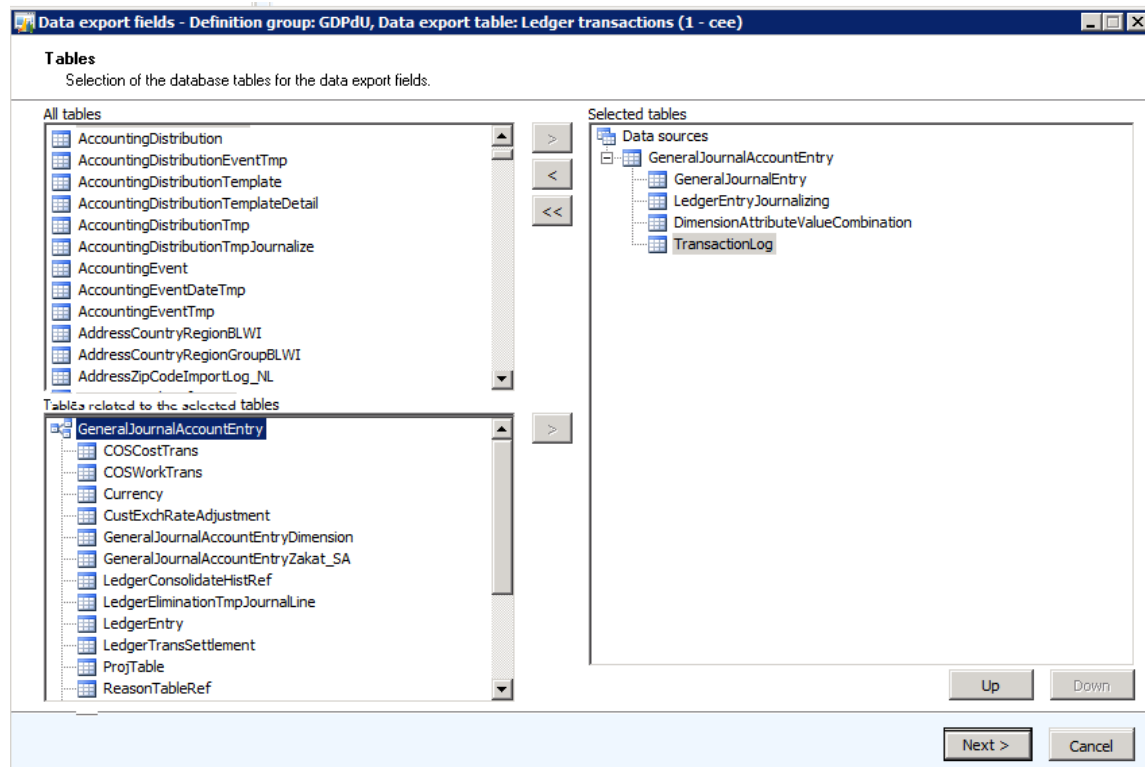 Data export fields - Definition group: GDPdU, Data export table: Ledger transactions (1 - cee)
Tables
Selection of the database tables for the data export fields.
All tables
AccountingDistribution
AccountingDistributionEventTmp
AccountingDistributionTemplate
AccountingDistributionTemplateDetail
AccountingDistributionTmp
AccountingDistributionTmpJournalize
AccountingEvent
AccountingEventDateTmp
AccountingEventTmp
AddressCountryRegionBLWI
AddressCountryRegionGroupBLWI
AddressZipCodeImportLog_NL
>
<
<<
Selected tables
Data sources
GeneralJournalAccountEntry
GeneralJournalEntry
LedgerEntryJournalizing
DimensionAttributeValueCombination
TransactionLog
Tables related to the selected tables
GeneralJournalAccountEntry
COSCostTrans
COSWorkTrans
Currency
CustExchRateAdjustment
GeneralJournalAccountEntryDimension
GeneralJournalAccountEntryZakat_SA
LedgerConsolidateHistRef
LedgerEliminationTmpJournalLine
LedgerEntry
LedgerTransSettlement
ProjTable
ReasonTableRef
>
Up
Down
Next >
Cancel